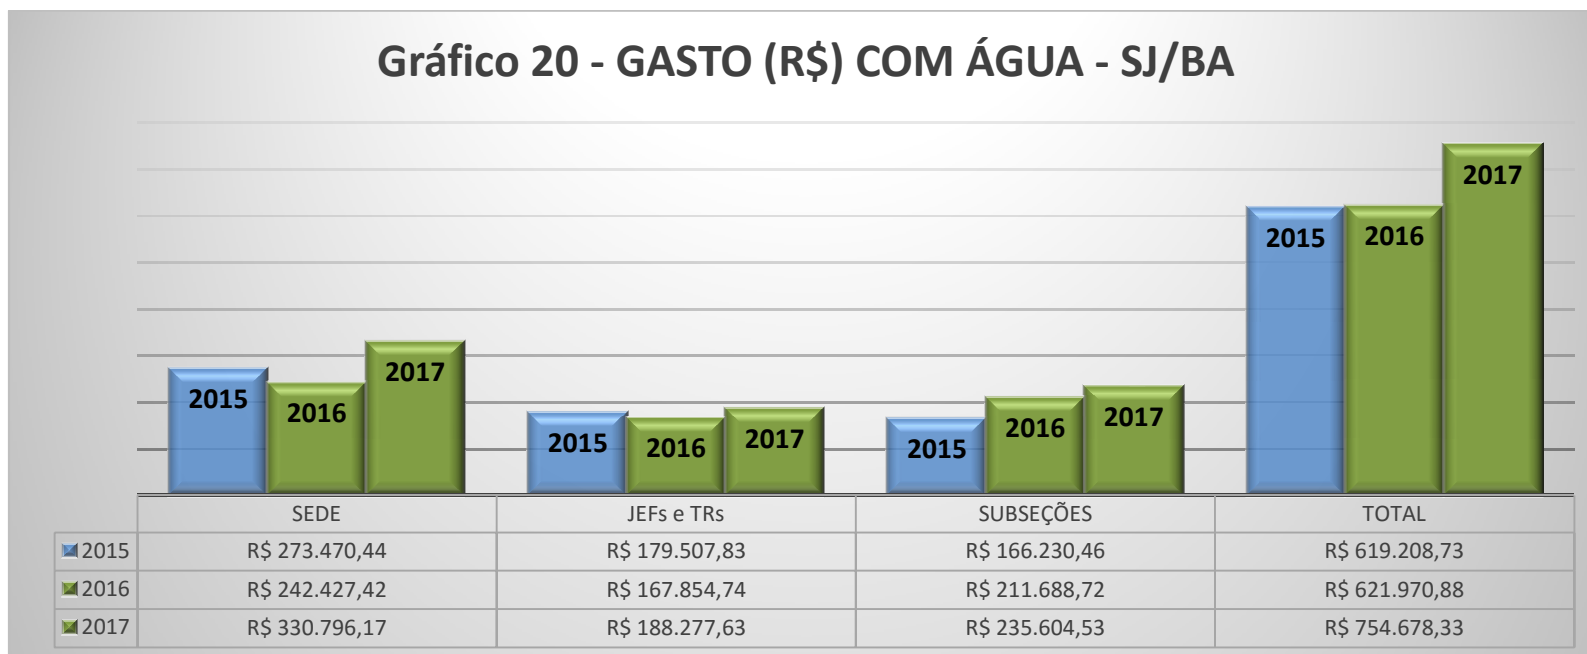 Gráfico 20 - GASTO (R$) COM ÁGUA - SJ/BA
2015 2016 2017 2015 2016 2017 2015 2016 2017 2015 2016 2017
SEDE JEFs e TRs SUBSEÇÕES TOTAL
2015 R$ 273.470,44 R$ 179.507,83 R$ 166.230,46 R$ 619.208,73
2016 R$ 242.427,42 R$ 167.854,74 R$ 211.688,72 R$ 621.970,88
2017 R$ 330.796,17 R$ 188.277,63 R$ 235.604,53 R$ 754.678,33